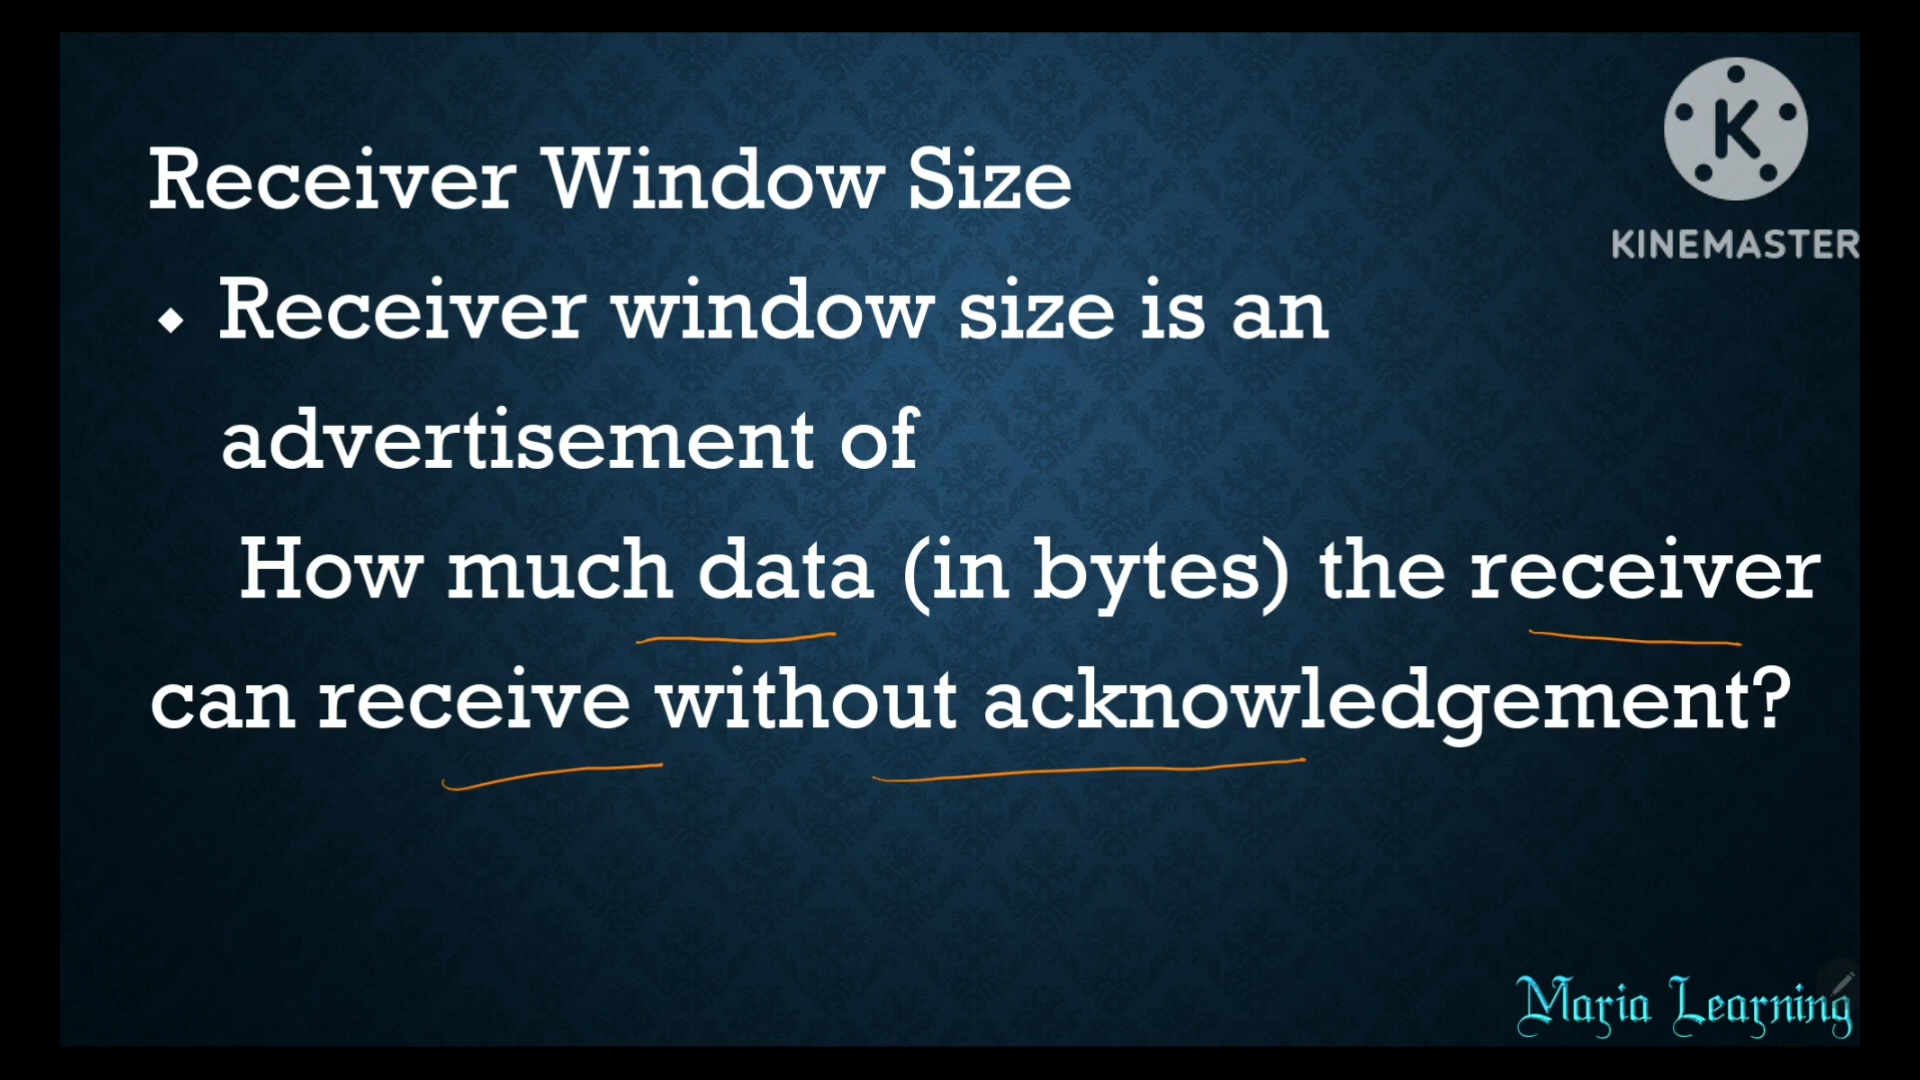 K
KINEMASTER
Receiver Window Size
Receiver window size is an
advertisement of
How much data (in bytes) the receiver
can receive without acknowledgement?
Maria Learning